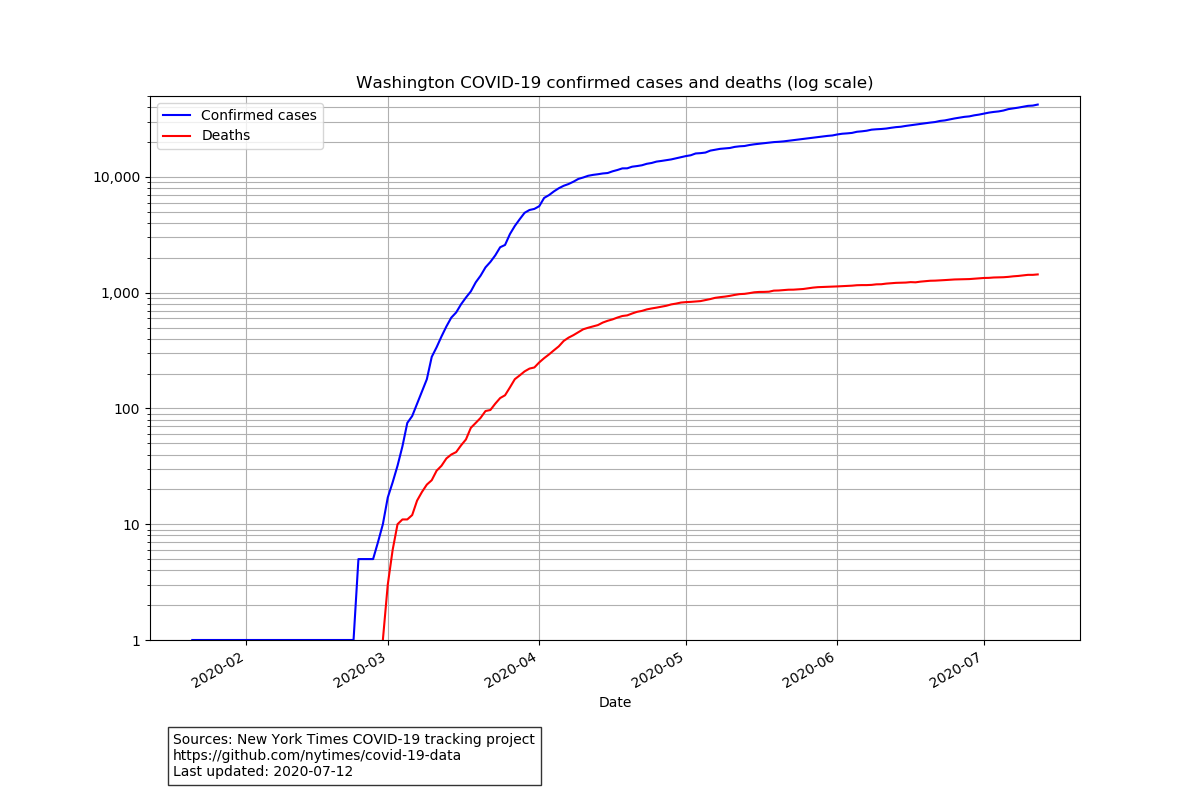 Washington COVID-19 confirmed cases and deaths (log scale)
Confirmed cases
Deaths
10,000
1,000
100
10
1
2020-02
2020-03
2020-04
2020-05
2020-06
2020-07
Date
Sources: New York Times COVID-19 tracking project
https://github.com/nytimes/covid-19-data
Last updated: 2020-07-12